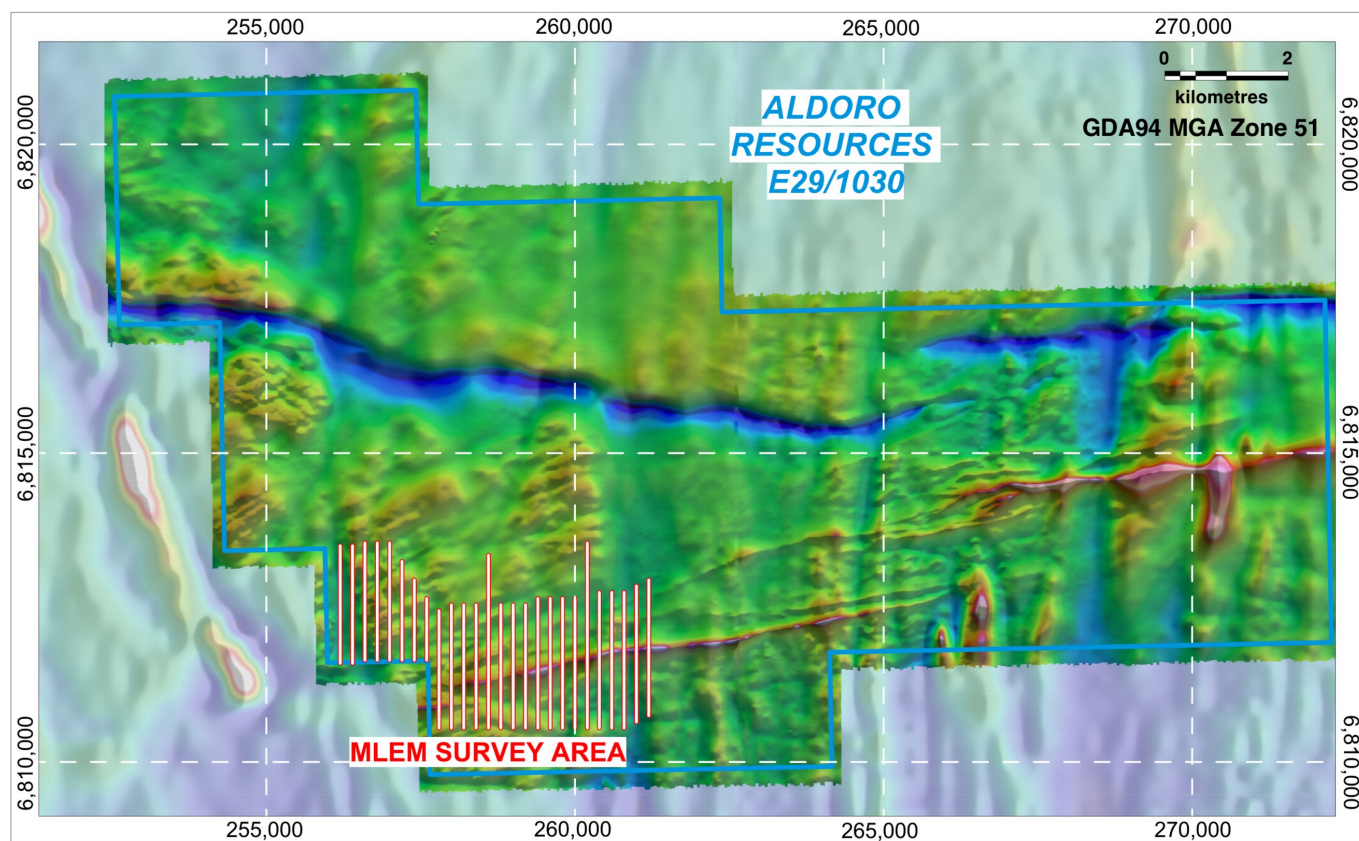 255,000
260,000
265,000
270,000
0
2
kilometres
GDA94 MGA Zone 51
ALDORO
RESOURCES
E29/1030
6,820,000
6,820,000
6,815,000
6,815,000
6,810,000
6,810,000
MLEM SURVEY AREA
255,000
260,000
265,000
270,000